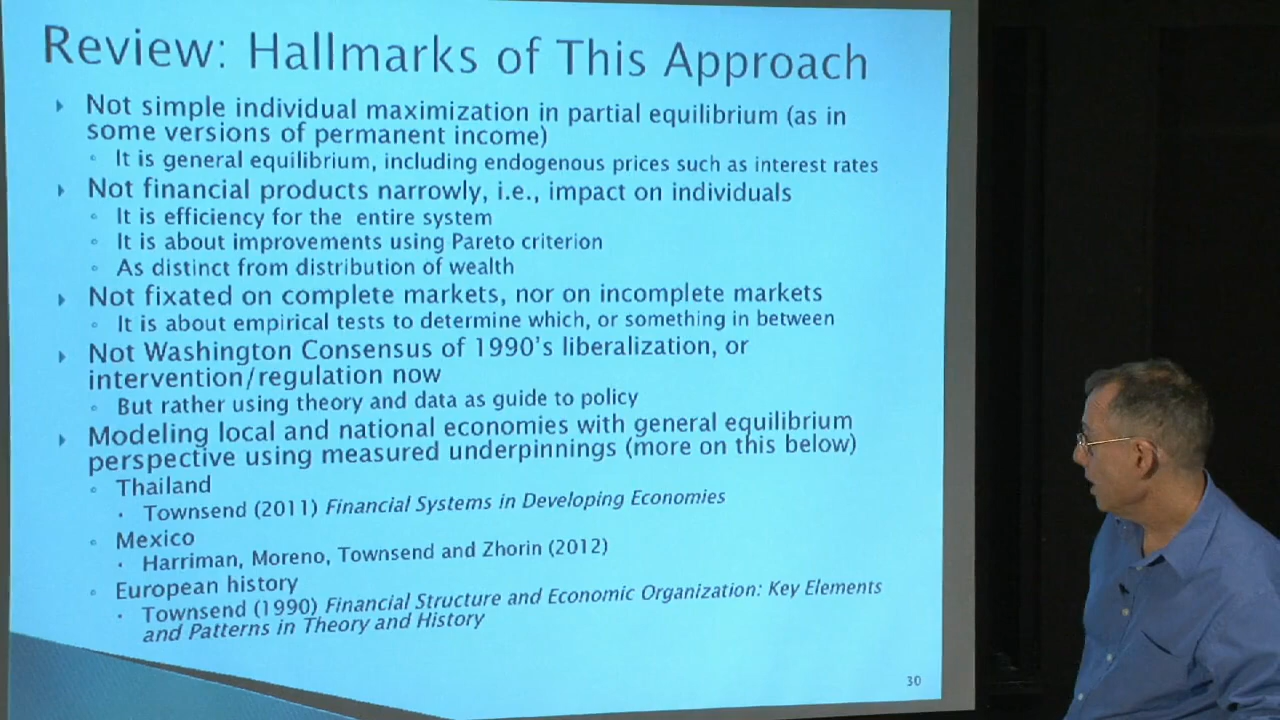 Review: Hallmarks of This Approach
Not simple individual maximization in partial equilibrium (as in
some versions of permanent income)
It is general equilibrium, including endogenous prices such as interest rates
Not financial products narrowly, i.e., impact on individuals
It is efficiency for the entire system
It is about improvements using Pareto criterion
As distinct from distribution of wealth
Not fixated on complete markets, nor on incomplete markets
It is about empirical tests to determine which, or something in between
Not Washington Consensus of 1990's liberalization, or
intervention/regulation now
But rather using theory and data as guide to policy
Modeling local and national economies with general equilibrium
perspective using measured underpinnings (more on this below)
Thailand
Townsend (2011) Financial Systems in Developing Economies
Mexico
Harriman, Moreno, Townsend and Zhorin (2012)
European history
Townsend (1990) Financial Structure and Economic Organization: Key Elements
and Patterns in Theory and History
30